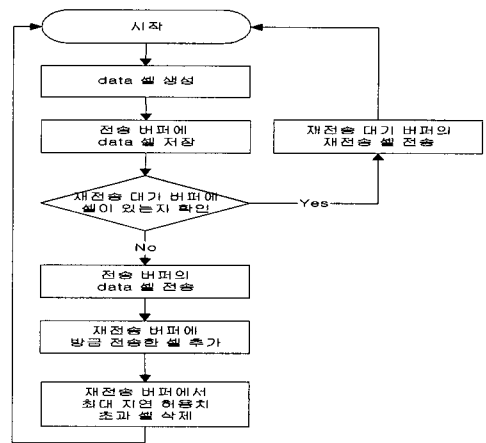 시작
data 셀 생성
전송 버퍼에
data 셀 저장
재전송 대기 버퍼의
재전송 셀 전송
재전송 대기 버퍼에
셀이 있는지 확인
Yes
No
전송 버퍼의
data 셀 전송
재전송 버퍼에
방금 전송한 셀 추가
재전송 버퍼에서
최대 지연 허용치
초과 셀 삭제